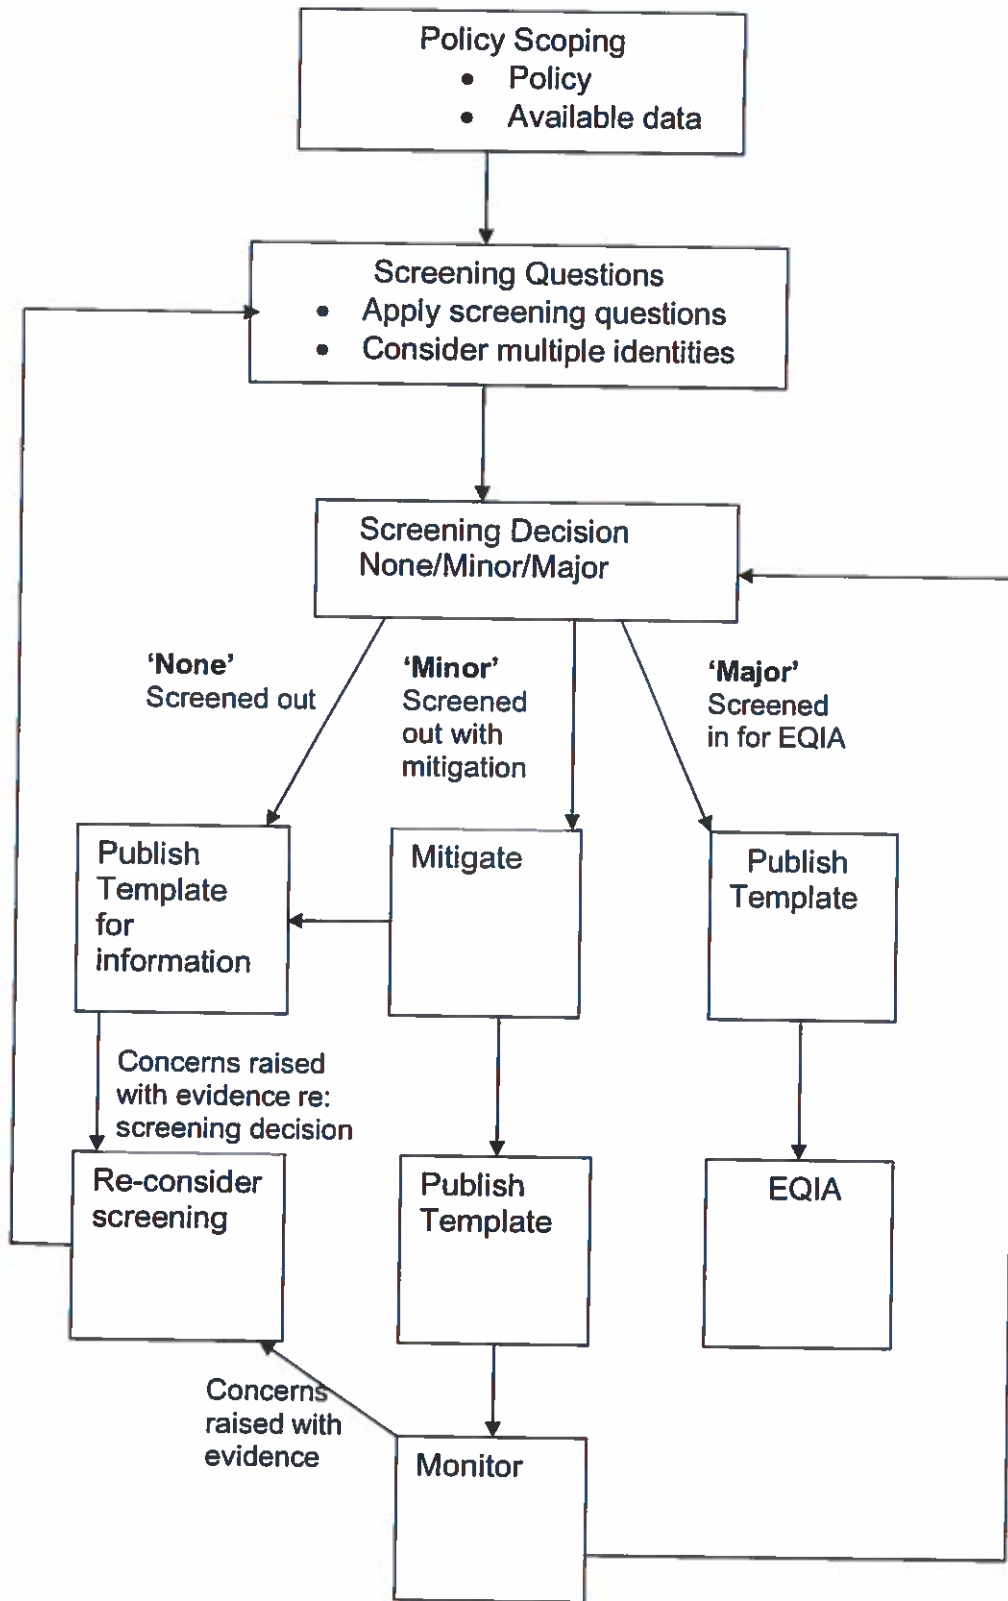 Policy Scoping
• Policy
• Available data
Screening Questions
• Apply screening questions
• Consider multiple identities
Screening Decision
None/Minor/Major
‘None’
Screened out
‘Minor’
Screened
out with
mitigation
‘Major’
Screened
in for EQIA
Publish
Template
for
information
Mitigate
Publish
Template
Concerns raised
with evidence re:
screening decision
Re-consider
screening
Publish
Template
EQIA
Concerns
raised with
evidence
Monitor